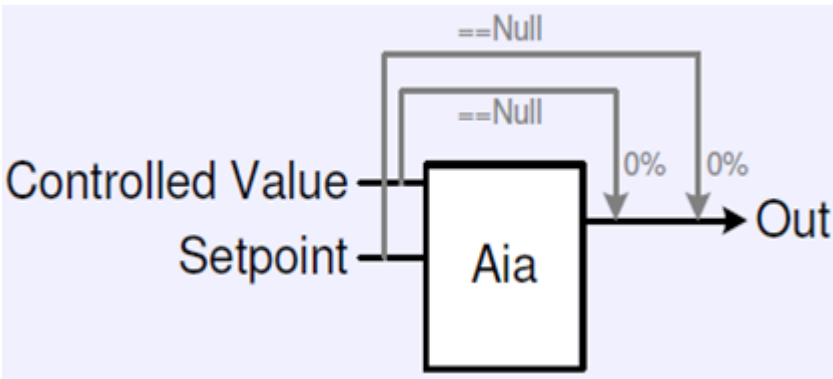 ==Null
==Null
0%
0%
Controlled Value
Out
Setpoint
Aia